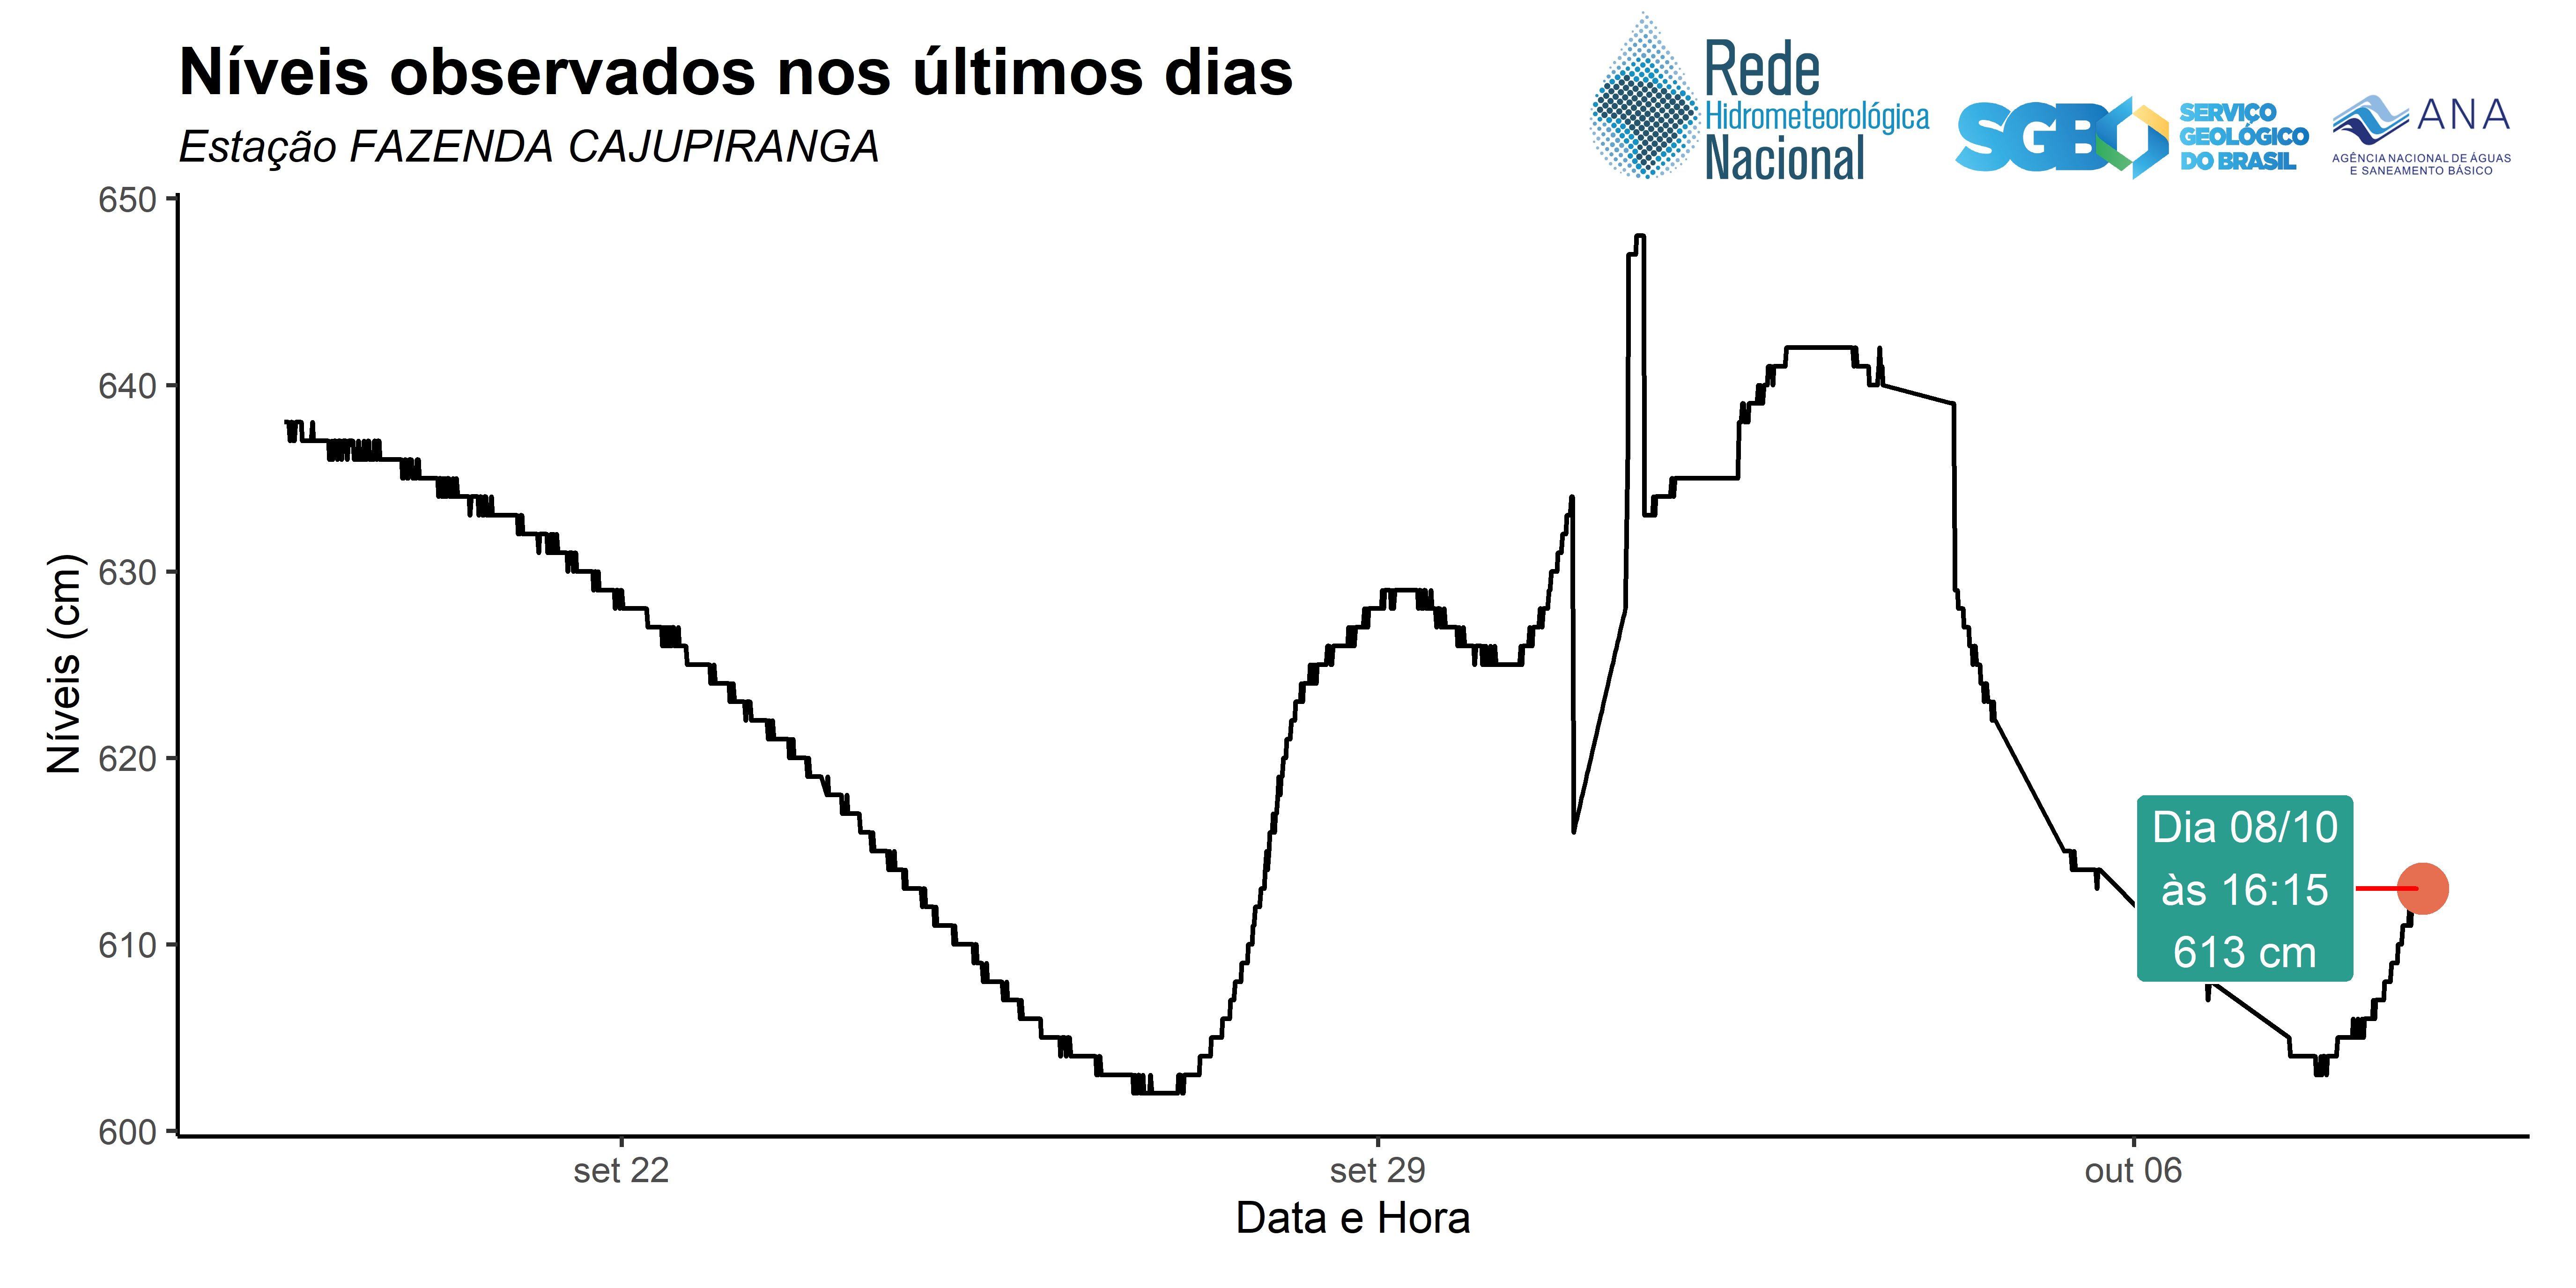 Níveis observados nos últimos dias
Estação FAZENDA CAJUPIRANGA
Rede
Hidrometeorológica
Nacional
SGB
SERVIÇO
GEOLÓGICO
DO BRASIL
ANA
AGÊNCIA NACIONAL DE ÁGUAS
E SANEAMENTO BÁSICO
650
640
630
620
610
600
Níveis (cm)
Dia 08/10
às 16:15
613 cm
set 22
set 29
out 06
Data e Hora